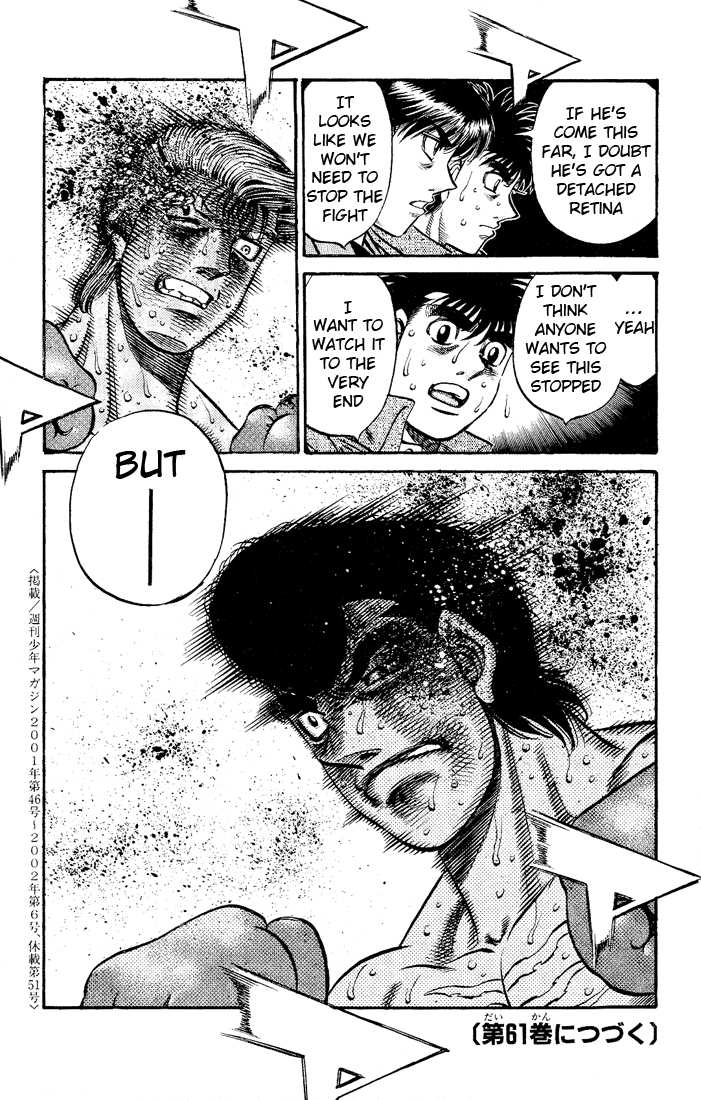 IF HE'S
COME THIS
FAR, I DOUBT
HE'S GOT A
DETACHED
RETINA
IT
LOOKS
LIKE WE
WON'T
NEED TO
STOP THE
FIGHT
...
YEAH
I DON'T
THINK
ANYONE
WANTS TO
SEE THIS
STOPPED
I
WANT TO
WATCH IT
TO THE
VERY
END
BUT
—
〈掲載/週刊少年マガジン2001年第46号〜2002年第6号、休載第51号〉
だい かん
〔第61巻につづく〕